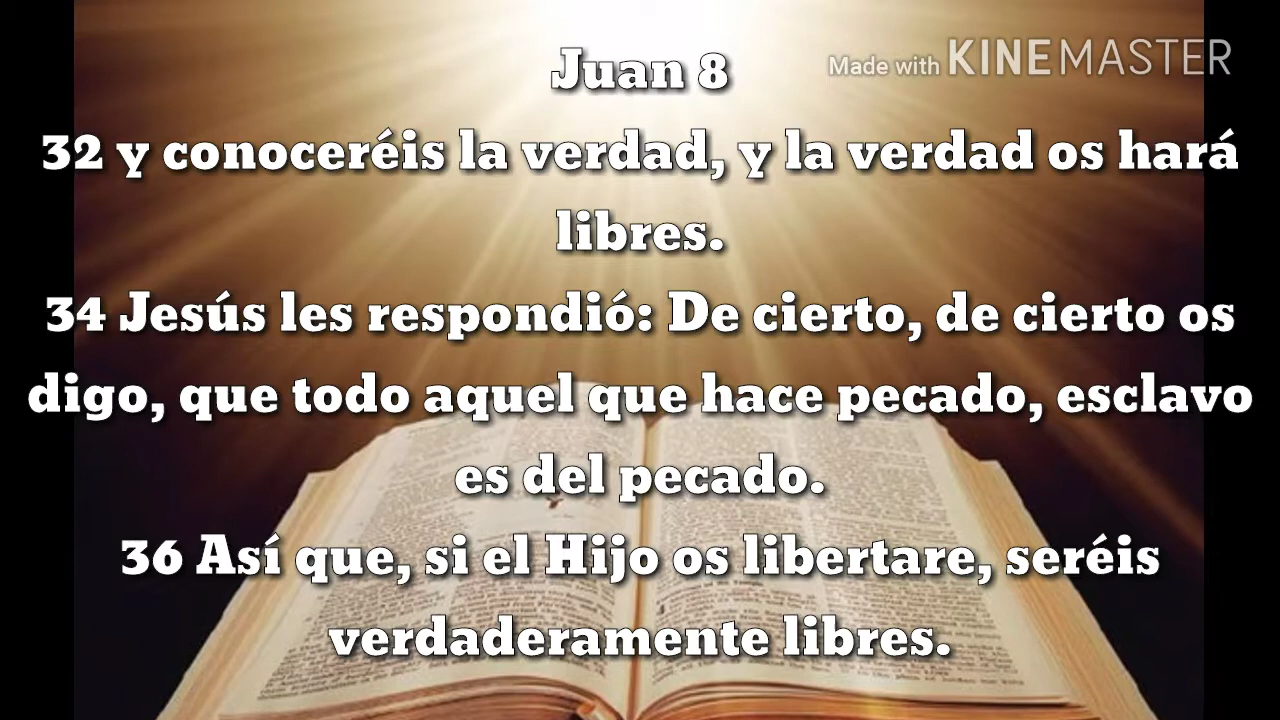 Juan 8
Made with KINEMASTER
32 y conoceréis la verdad, y la verdad os hará
libres.
34 Jesús les respondió: De cierto, de cierto os
digo, que todo aquel que hace pecado, esclavo
es del pecado.
36 Así que, si el Hijo os libertare, seréis
verdaderamente libres.